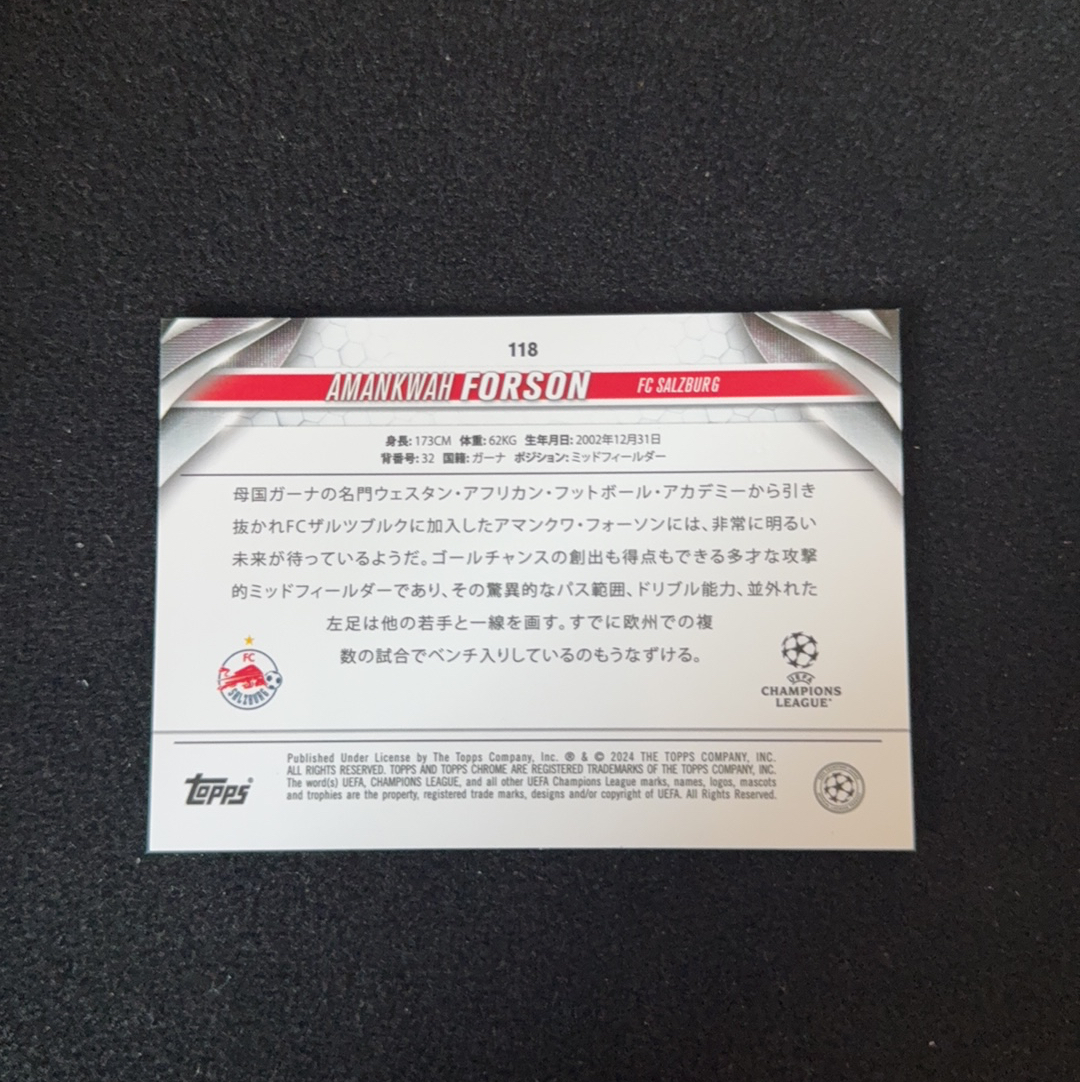 118
AMANKWAH FORSON FC SALZBURG
身長: 173CM 体重: 62KG 生年月日: 2002年12月31日
背番号: 32 国籍: ガーナ ポジション: ミッドフィールダー
母国ガーナの名門ウェスタン・アフリカン・フットボール・アカデミーから引き
抜かれFCザルツブルクに加入したアマンクワ・フォーソンには、非常に明るい
未来が待っているようだ。ゴールチャンスの創出も得点もできる多才な攻撃
的ミッドフィールダーであり、その驚異的なパス範囲、ドリブル能力、並外れた
左足は他の若手と一線を画す。すでに欧州での複
数の試合でベンチ入りしているのもうなずける。
FC
SALZBURG
UEFA
CHAMPIONS
LEAGUE™
Published Under License by The Topps Company, Inc. ® & © 2024 THE TOPPS COMPANY, INC.
ALL RIGHTS RESERVED. TOPPS AND TOPPS CHROME ARE REGISTERED TRADEMARKS OF THE TOPPS COMPANY, INC.
The word(s) UEFA, CHAMPIONS LEAGUE, and all other UEFA Champions League marks, names, logos, mascots
and trophies are the property, registered trade marks, designs and/or copyright of UEFA. All Rights Reserved.
Topps®